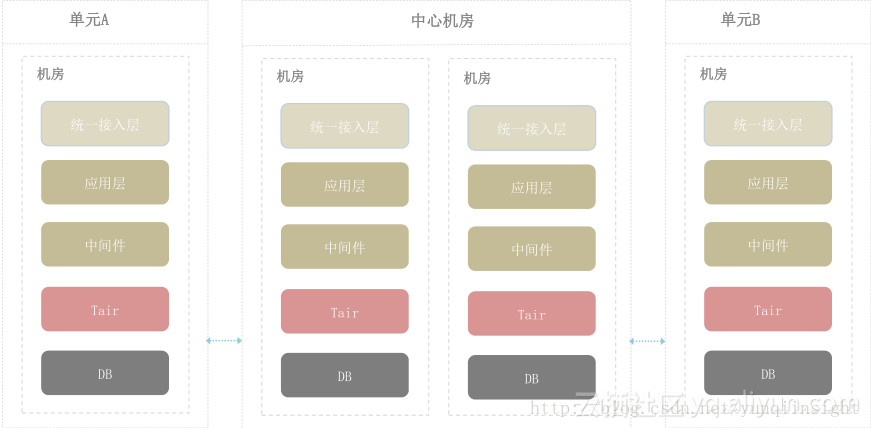 单元A
中心机房
单元B
机房
统一接入层
应用层
中间件
Tair
DB
机房
统一接入层
应用层
中间件
Tair
DB
机房
统一接入层
应用层
中间件
Tair
DB
机房
统一接入层
应用层
中间件
Tair
DB
云栖社区 yq.aliyun.com
http://blog.csdn.net/yunqiinsight